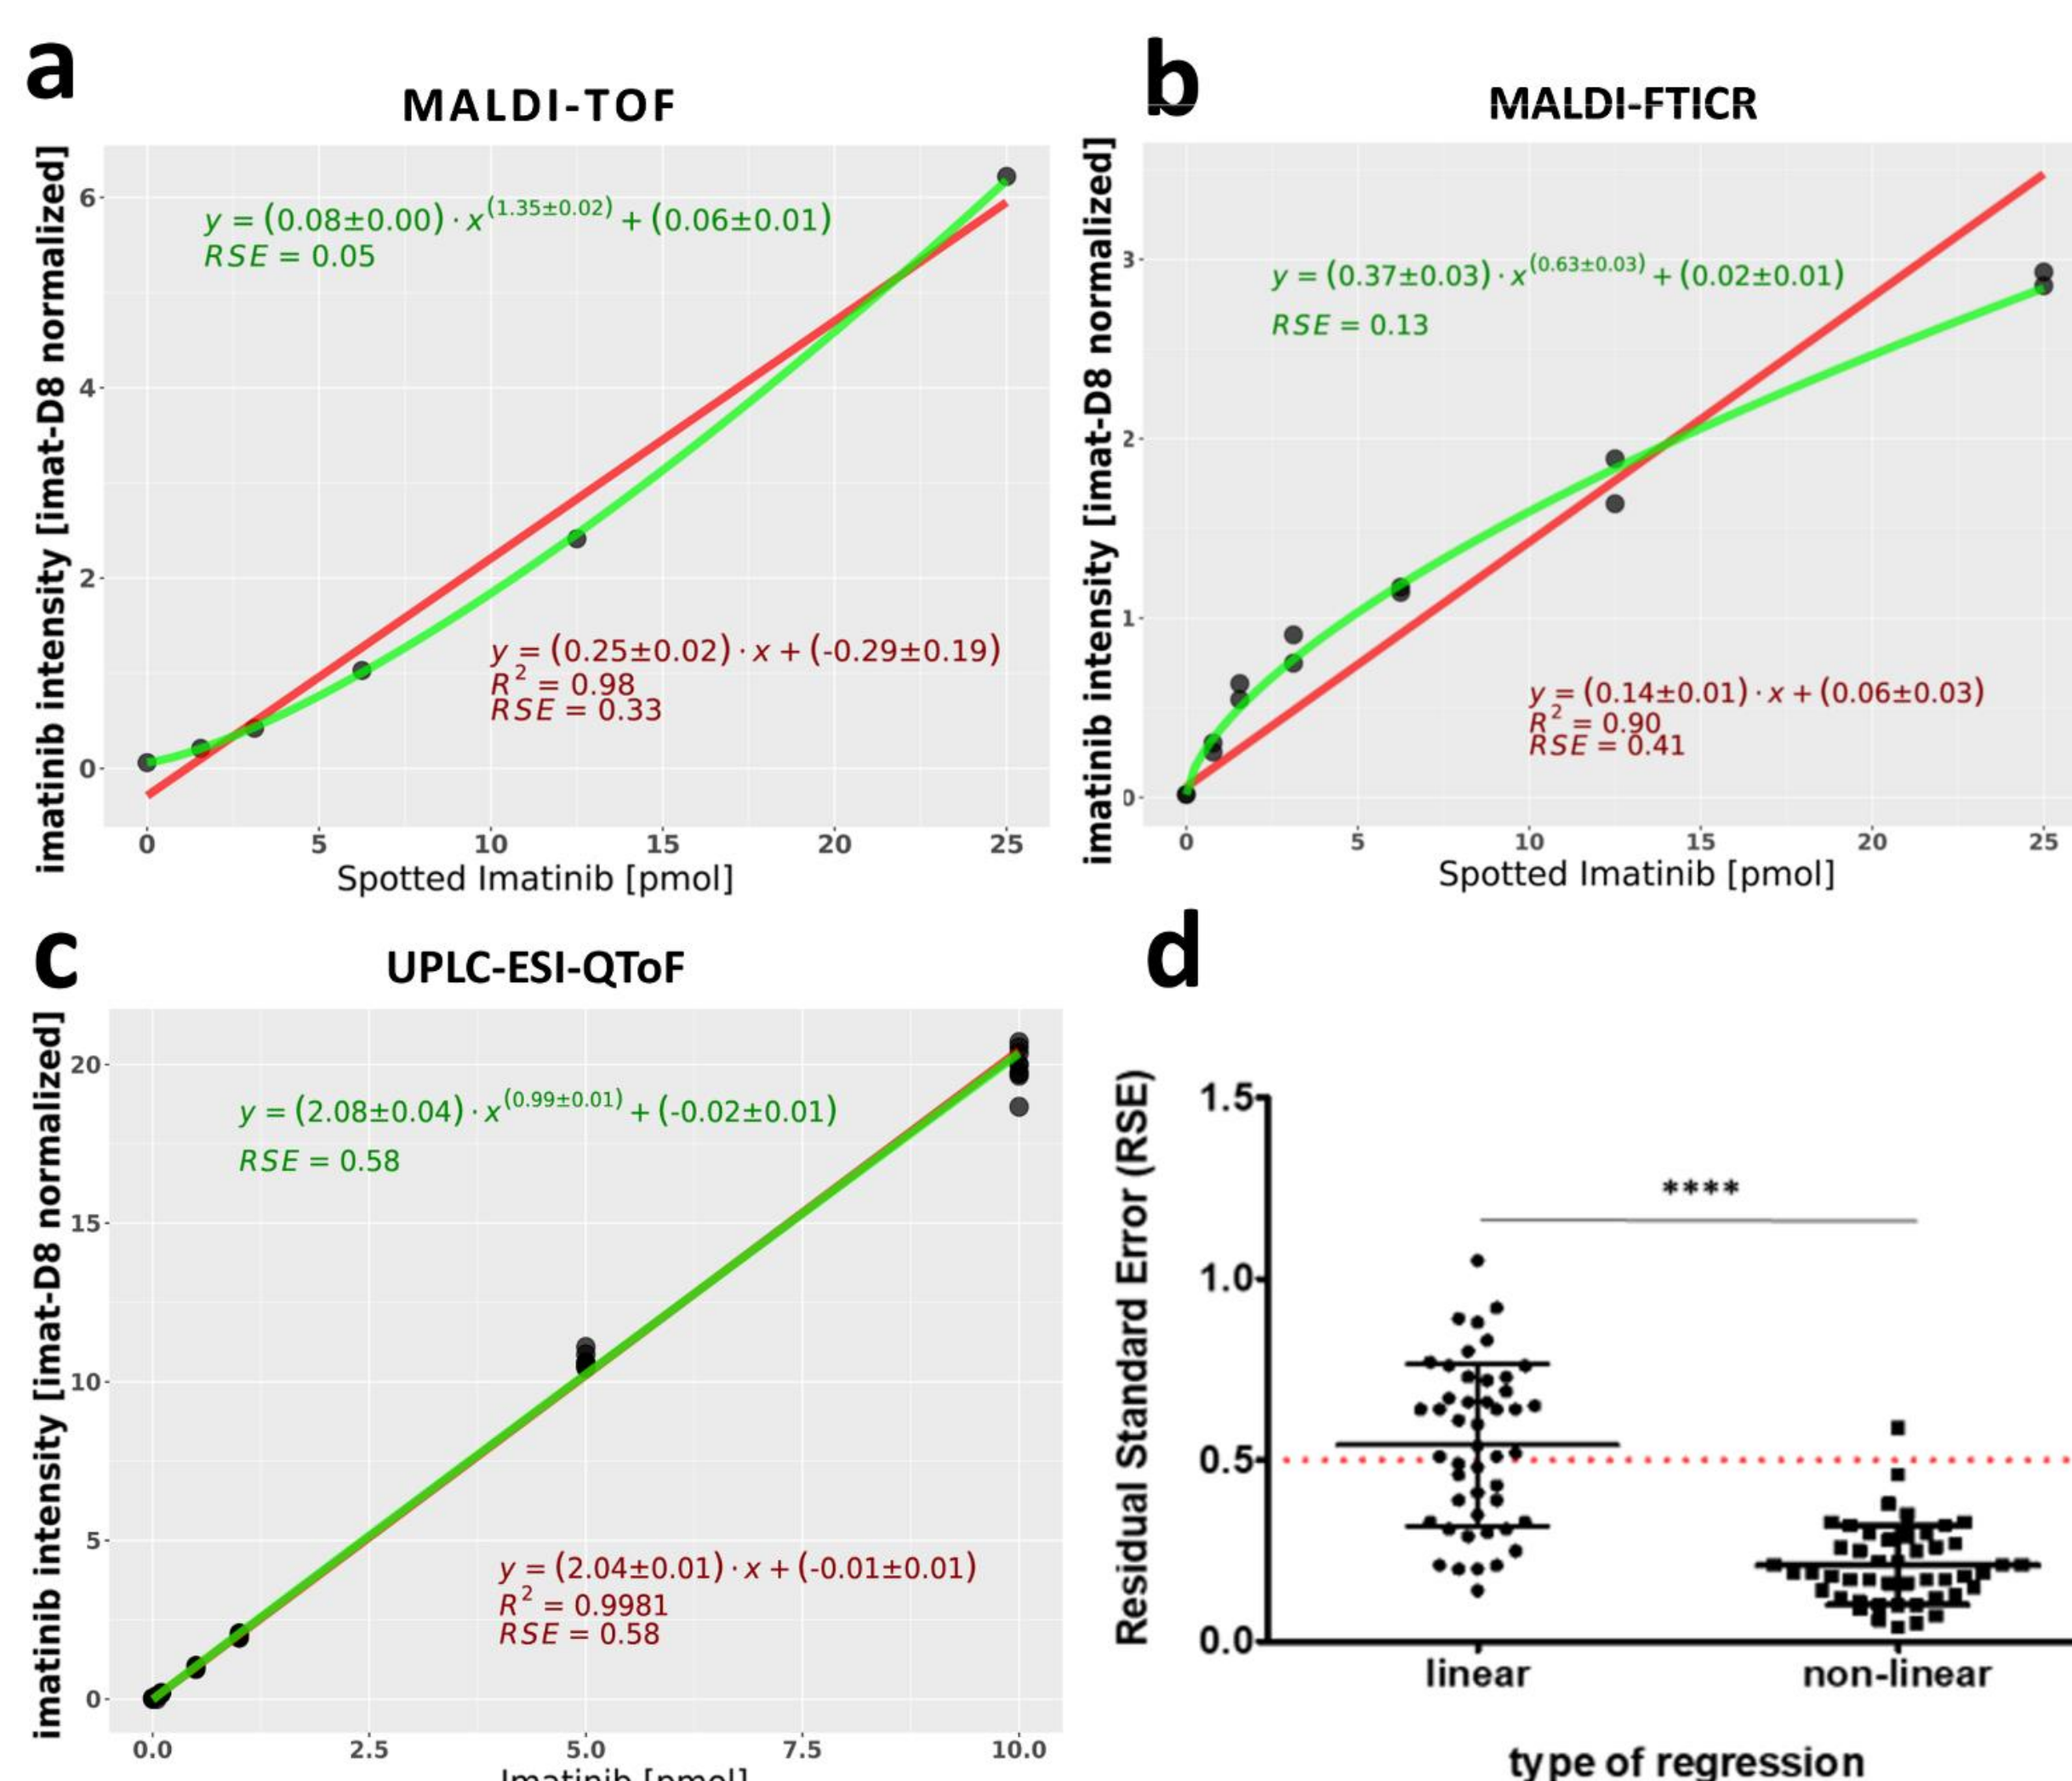 a
MALDI-TOF
imatinib intensity [imat-D8 normalized]
6
4
2
0
y = (0.08±0.00) · x^(1.35±0.02) + (0.06±0.01)
RSE = 0.05
y = (0.25±0.02) · x + (-0.29±0.19)
R² = 0.98
RSE = 0.33
0 5 10 15 20 25
Spotted Imatinib [pmol]
b
MALDI-FTICR
imatinib intensity [imat-D8 normalized]
3
2
1
0
y = (0.37±0.03) · x^(0.63±0.03) + (0.02±0.01)
RSE = 0.13
y = (0.14±0.01) · x + (0.06±0.03)
R² = 0.90
RSE = 0.41
0 5 10 15 20 25
Spotted Imatinib [pmol]
c
UPLC-ESI-QToF
imatinib intensity [imat-D8 normalized]
20
15
10
5
0
y = (2.08±0.04) · x^(0.99±0.01) + (-0.02±0.01)
RSE = 0.58
y = (2.04±0.01) · x + (-0.01±0.01)
R² = 0.9981
RSE = 0.58
0.0 2.5 5.0 7.5 10.0
Imatinib [pmol]
d
Residual Standard Error (RSE)
1.5
1.0
0.5
0.0
****
linear non-linear
type of regression